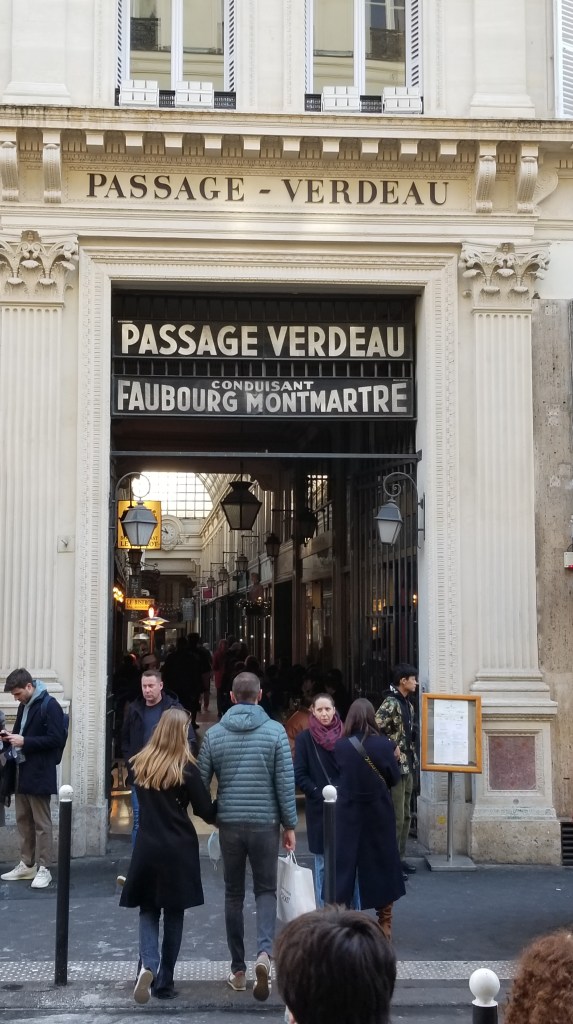 PASSAGE - VERDEAU
PASSAGE VERDEAU
CONDUISANT
FAUBOURG MONTMARTRE